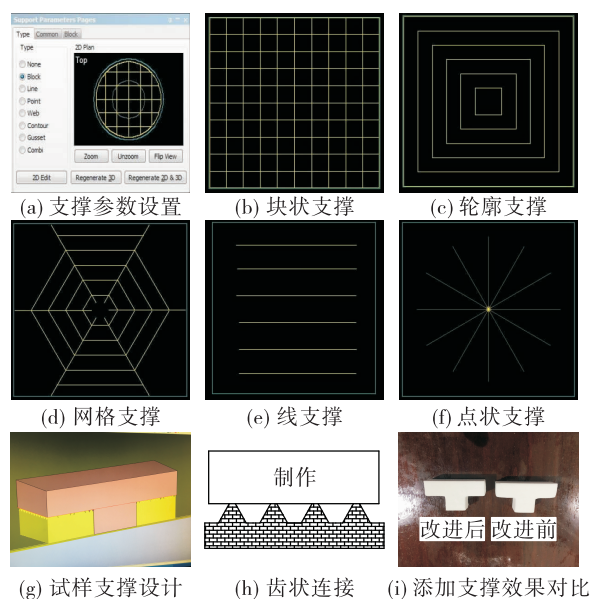 Support Parameters Pages
Type Common Block
Type
2D Plan
None
Block
Line
Point
Web
Contour
Gusset
Combi
Top
Zoom Unzoom Flip View
2D Edit Regenerate 3D Regenerate 2D & 3D
(a) 支撑参数设置 (b) 块状支撑 (c) 轮廓支撑
(d) 网格支撑 (e) 线支撑 (f) 点状支撑
制作
改进后 改进前
(g) 试样支撑设计 (h) 齿状连接 (i) 添加支撑效果对比